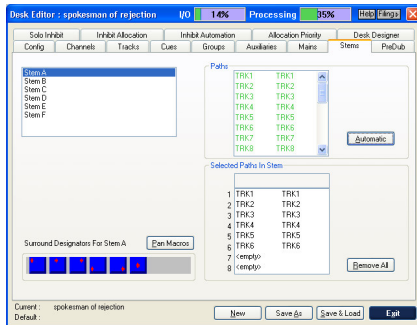 Desk Editor : spokesman of rejection I/O 14% Processing 35% Help Filing»
Solo Inhibit Inhibit Allocation Inhibit Automation Allocation Priority Desk Designer
Config Channels Tracks Cues Groups Auxiliaries Mains Stems PreDub
Stem A
Stem B
Stem C
Stem D
Stem E
Stem F
Paths
TRK1 TRK1
TRK2 TRK2
TRK3 TRK3
TRK4 TRK4
TRK5 TRK5
TRK6 TRK6
TRK7 TRK7
TRK8 TRK8
Automatic
Selected Paths In Stem
1 TRK1 TRK1
2 TRK2 TRK2
3 TRK3 TRK3
4 TRK4 TRK4
5 TRK5 TRK5
6 TRK6 TRK6
7 <empty>
8 <empty>
Remove All
Surround Designators For Stem A Pan Macros
Current : spokesman of rejection
Default :
New Save As Save & Load Exit